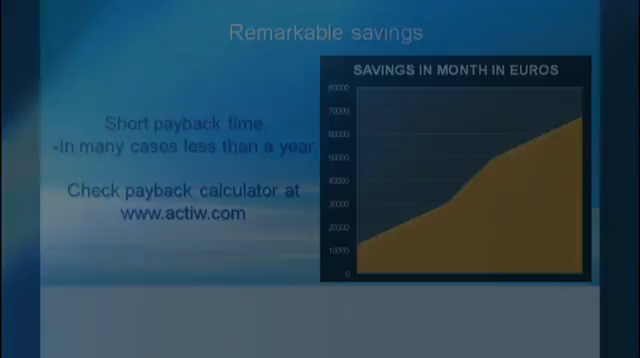 Remarkable savings
SAVINGS IN MONTH IN EUROS
Short payback time
-In many cases less than a year
Check payback calculator at
www.actiw.com
80000
70000
60000
50000
40000
30000
20000
10000
0